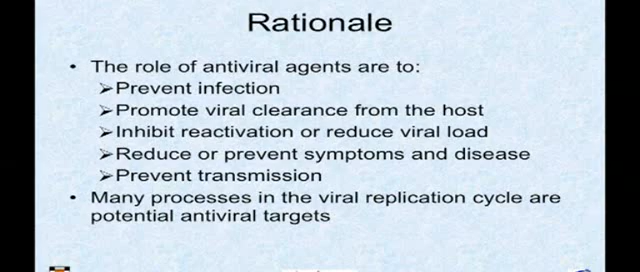 Rationale
• The role of antiviral agents are to:
➢Prevent infection
➢Promote viral clearance from the host
➢Inhibit reactivation or reduce viral load
➢Reduce or prevent symptoms and disease
➢Prevent transmission
• Many processes in the viral replication cycle are
potential antiviral targets